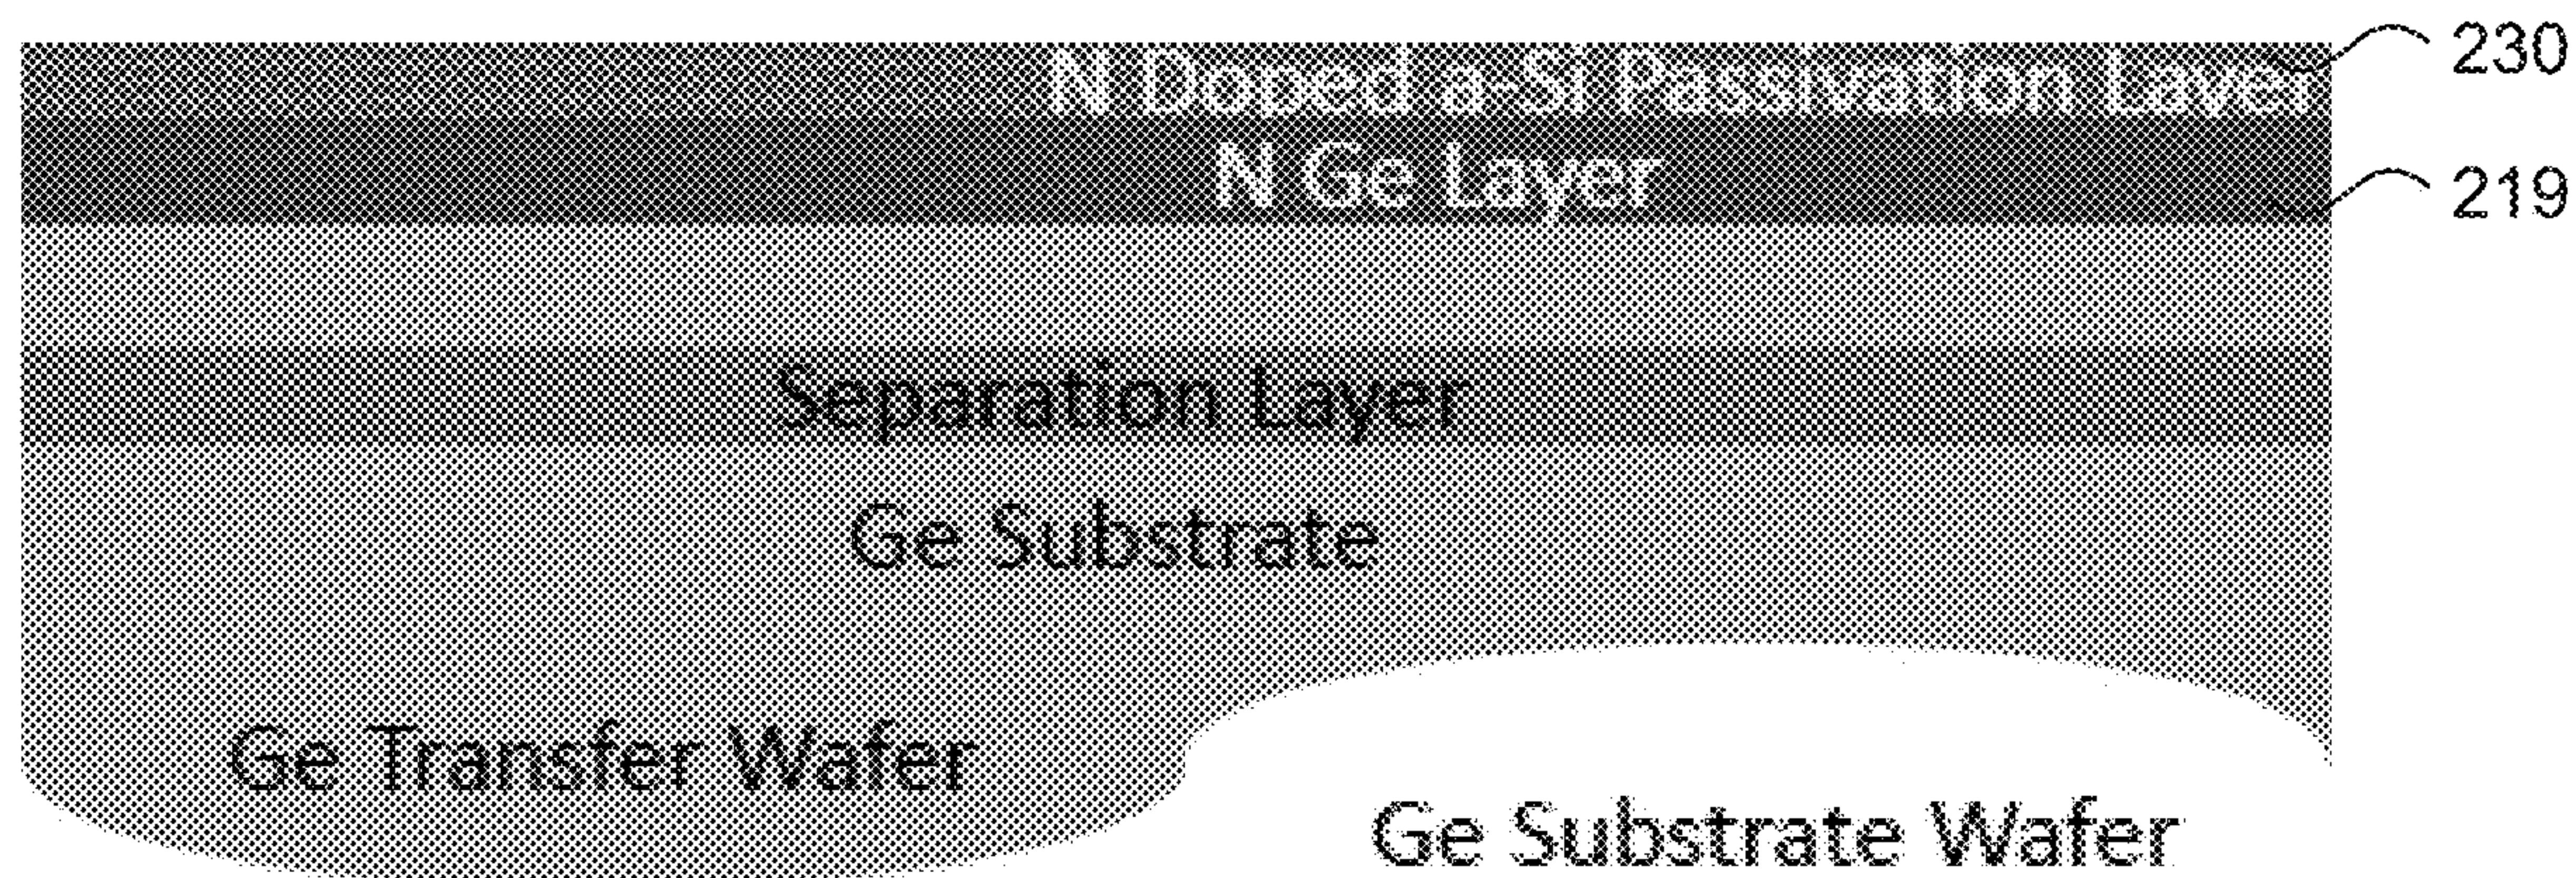 N Doped a-Si Passivation Layer 230
N Ge Layer 219
Separation Layer
Ge Substrate
Ge Transfer Wafer
Ge Substrate Wafer